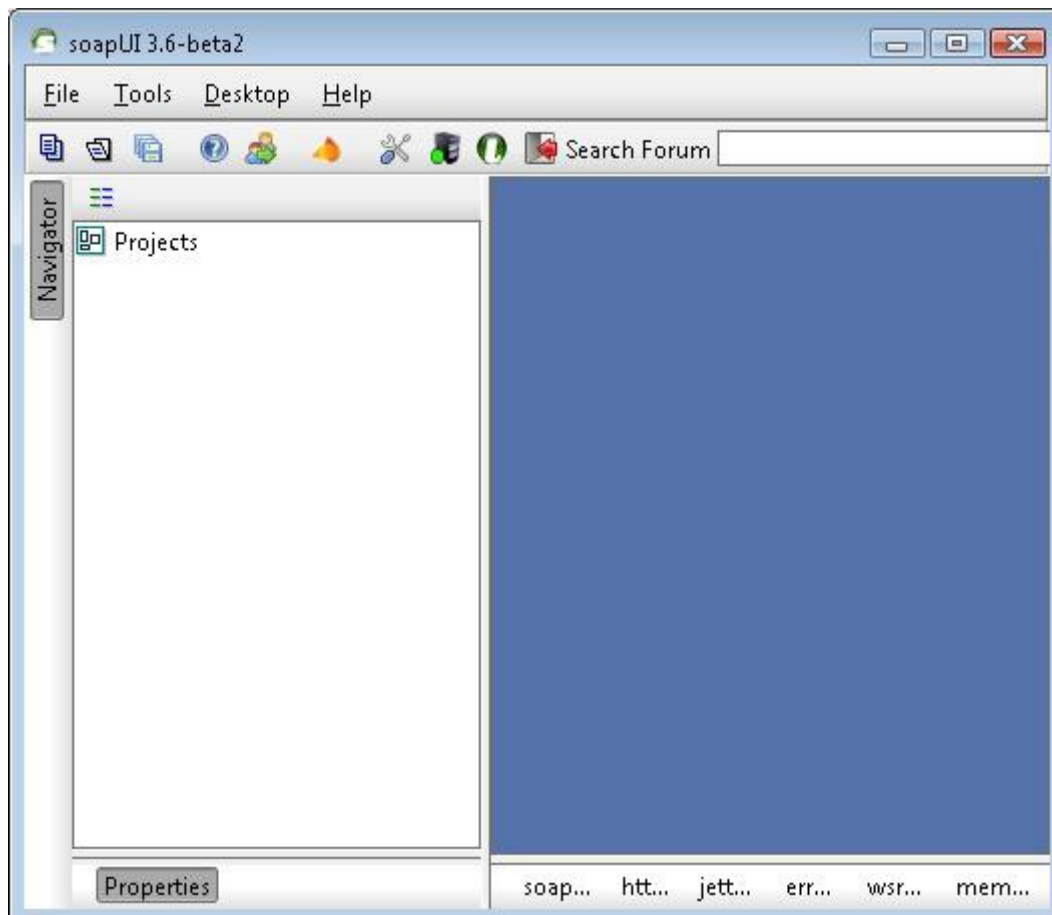 soapUI 3.6-beta2
File Tools Desktop Help
Search Forum
Navigator
Projects
Properties
soap... htt... jett... err... wsr... mem...